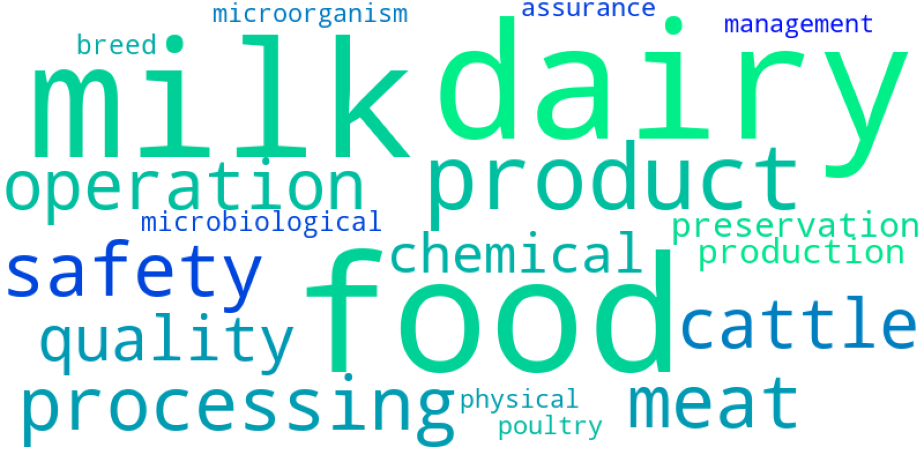 microorganism assurance management
breed
milk dairy
operation product
microbiological preservation
safety chemical production
quality food cattle
processing physical meat
poultry